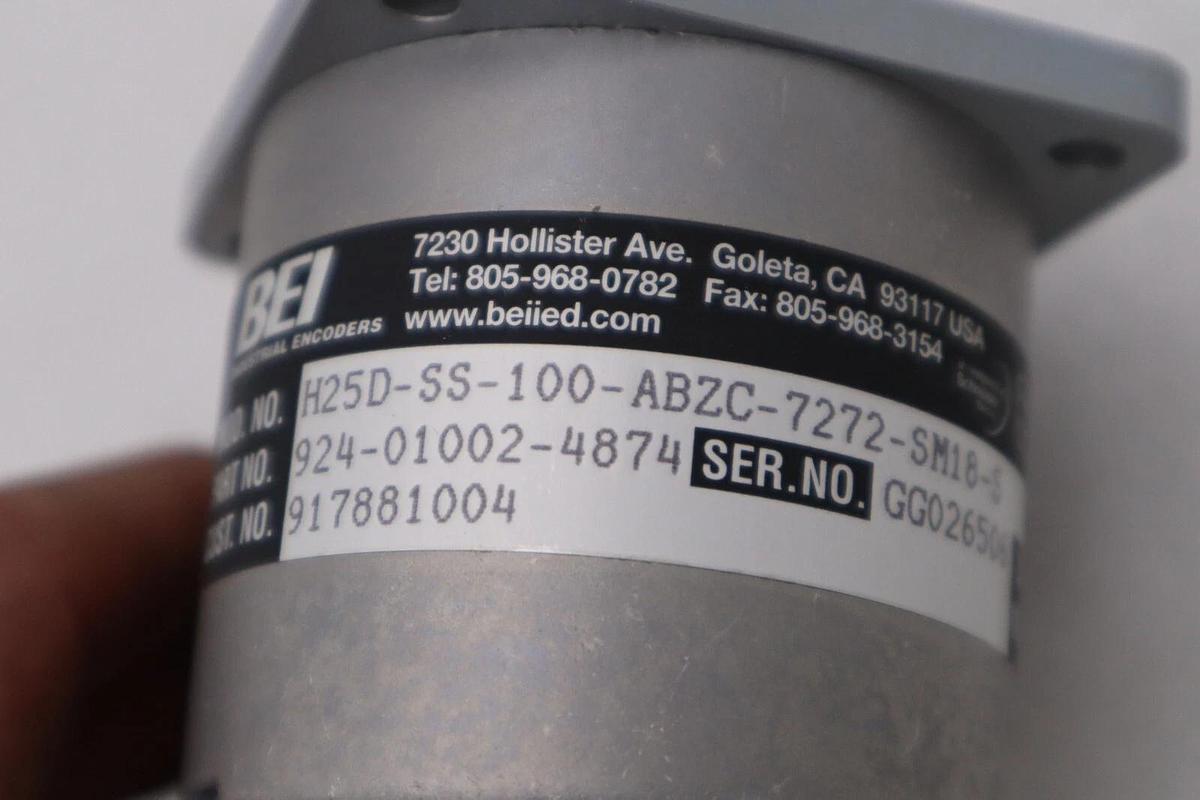 BEI
INDUSTRIAL ENCODERS
7230 Hollister Ave. Goleta, CA 93117 USA
Tel: 805-968-0782 Fax: 805-968-3154
www.beiied.com
NO. H25D-SS-100-ABZC-7272-SM18-S
NO. 924-01002-4874 SER.NO. GG02650
NO. 917881004